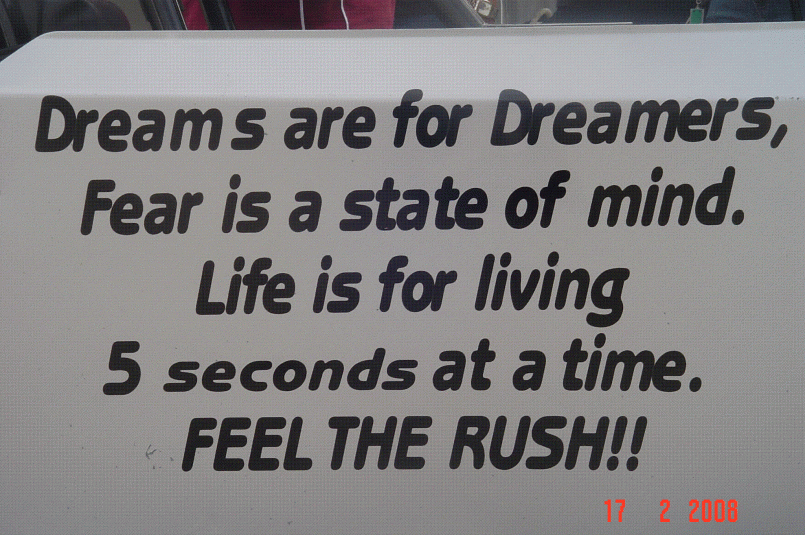 Dreams are for Dreamers,
Fear is a state of mind.
Life is for living
5 seconds at a time.
FEEL THE RUSH!!
17 2 2008